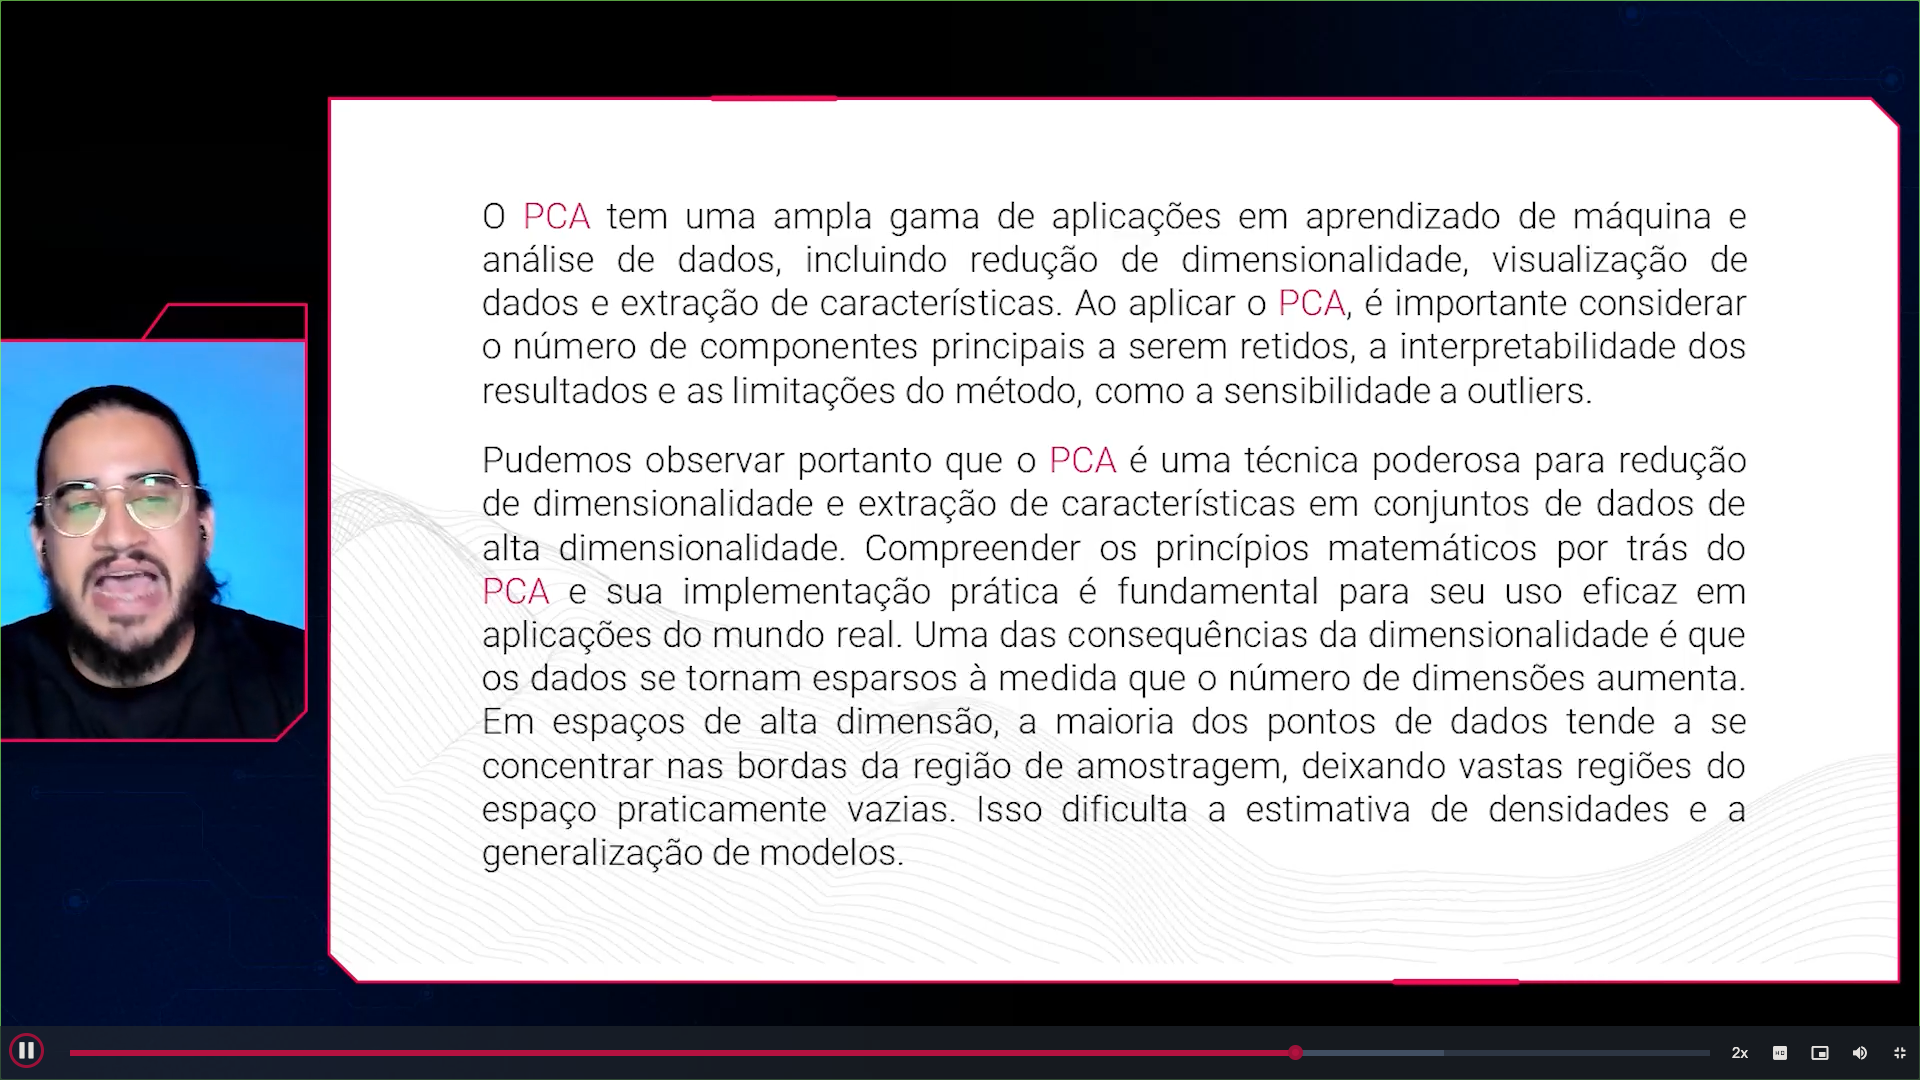 O PCA tem uma ampla gama de aplicações em aprendizado de máquina e
análise de dados, incluindo redução de dimensionalidade, visualização de
dados e extração de características. Ao aplicar o PCA, é importante considerar
o número de componentes principais a serem retidos, a interpretabilidade dos
resultados e as limitações do método, como a sensibilidade a outliers.
Pudemos observar portanto que o PCA é uma técnica poderosa para redução
de dimensionalidade e extração de características em conjuntos de dados de
alta dimensionalidade. Compreender os princípios matemáticos por trás do
PCA e sua implementação prática é fundamental para seu uso eficaz em
aplicações do mundo real. Uma das consequências da dimensionalidade é que
os dados se tornam esparsos à medida que o número de dimensões aumenta.
Em espaços de alta dimensão, a maioria dos pontos de dados tende a se
concentrar nas bordas da região de amostragem, deixando vastas regiões do
espaço praticamente vazias. Isso dificulta a estimativa de densidades e a
generalização de modelos.
2x HD